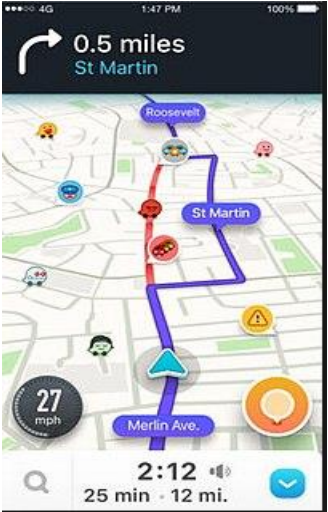 4G 1:47 PM 100%
0.5 miles
St Martin
Roosevelt
St Martin
27
mph
Merlin Ave.
2:12
25 min · 12 mi.